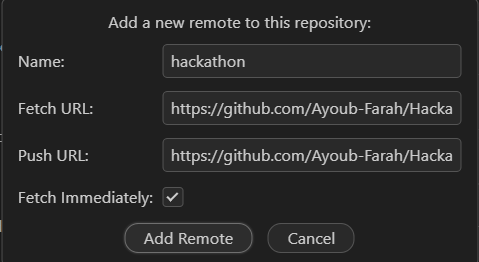 Add a new remote to this repository:
Name: hackathon
Fetch URL: https://github.com/Ayoub-Farah/Hacka
Push URL: https://github.com/Ayoub-Farah/Hacka
Fetch Immediately:
Add Remote Cancel